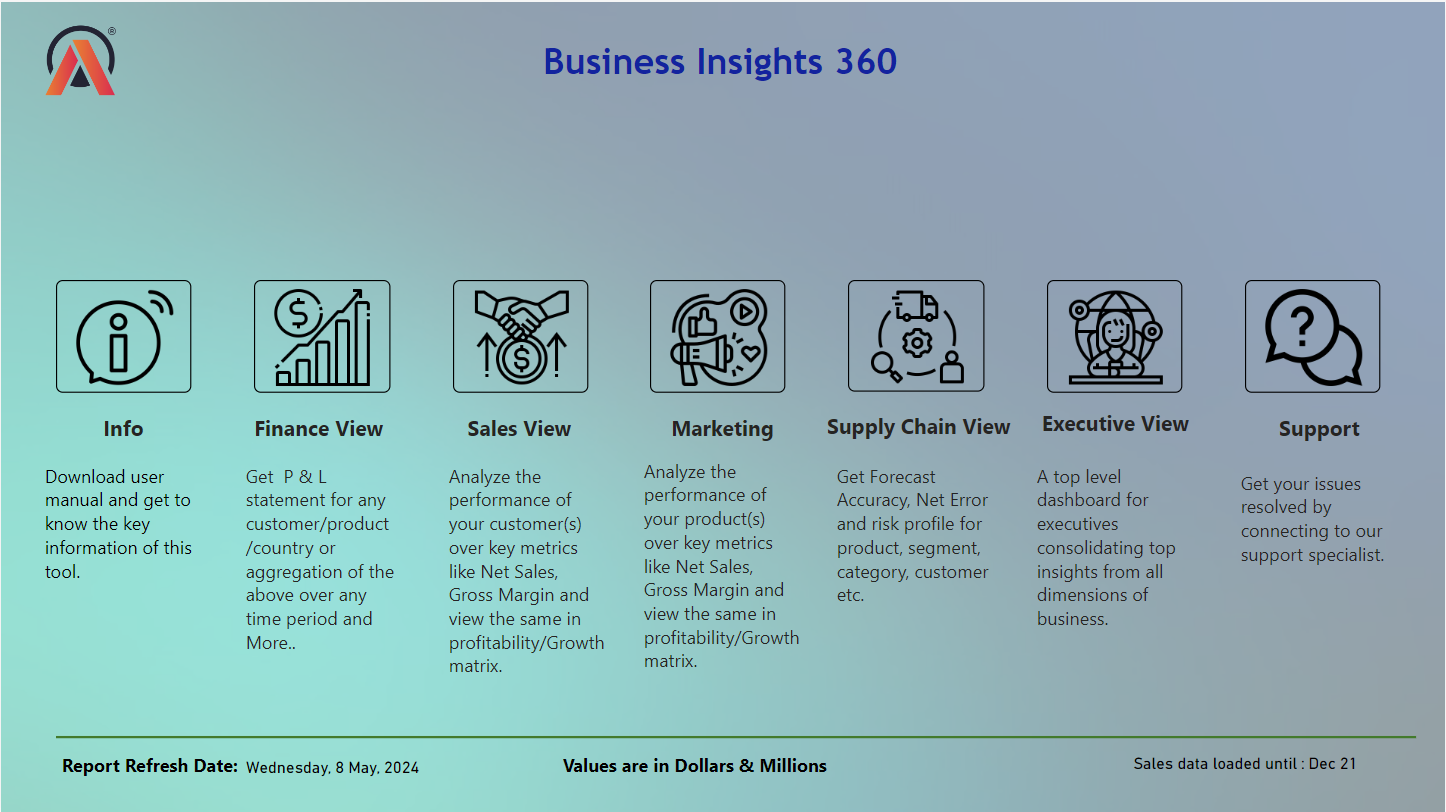 ®
Business Insights 360
Info
Download user
manual and get to
know the key
information of this
tool.
Finance View
Get P & L
statement for any
customer/product
/country or
aggregation of the
above over any
time period and
More..
Sales View
Analyze the
performance of
your customer(s)
over key metrics
like Net Sales,
Gross Margin and
view the same in
profitability/Growth
matrix.
Marketing
Analyze the
performance of
your product(s)
over key metrics
like Net Sales,
Gross Margin and
view the same in
profitability/Growth
matrix.
Supply Chain View
Get Forecast
Accuracy, Net Error
and risk profile for
product, segment,
category, customer
etc.
Executive View
A top level
dashboard for
executives
consolidating top
insights from all
dimensions of
business.
Support
Get your issues
resolved by
connecting to our
support specialist.
Report Refresh Date: Wednesday, 8 May, 2024
Values are in Dollars & Millions
Sales data loaded until : Dec 21